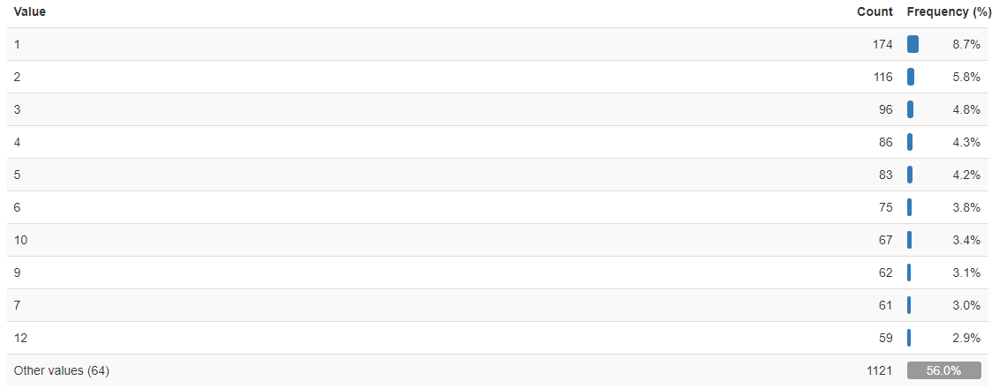 Value Count Frequency (%)
1 174 8.7%
2 116 5.8%
3 96 4.8%
4 86 4.3%
5 83 4.2%
6 75 3.8%
10 67 3.4%
9 62 3.1%
7 61 3.0%
12 59 2.9%
Other values (64) 1121 56.0%